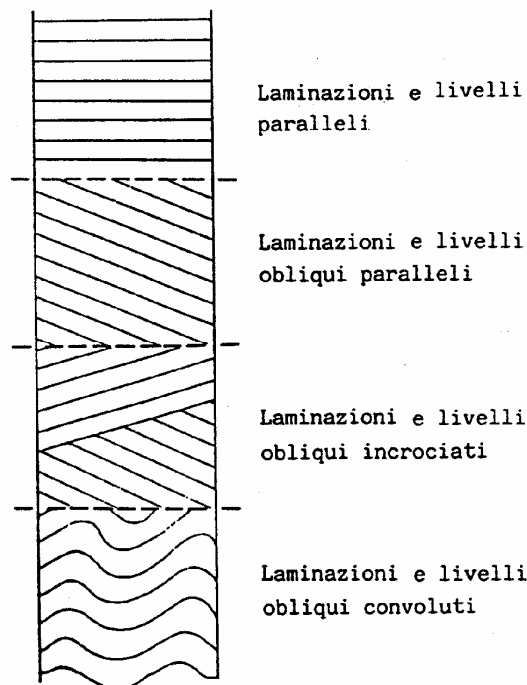 Laminazioni e livelli
paralleli
Laminazioni e livelli
obliqui paralleli
Laminazioni e livelli
obliqui incrociati
Laminazioni e livelli
obliqui convoluti